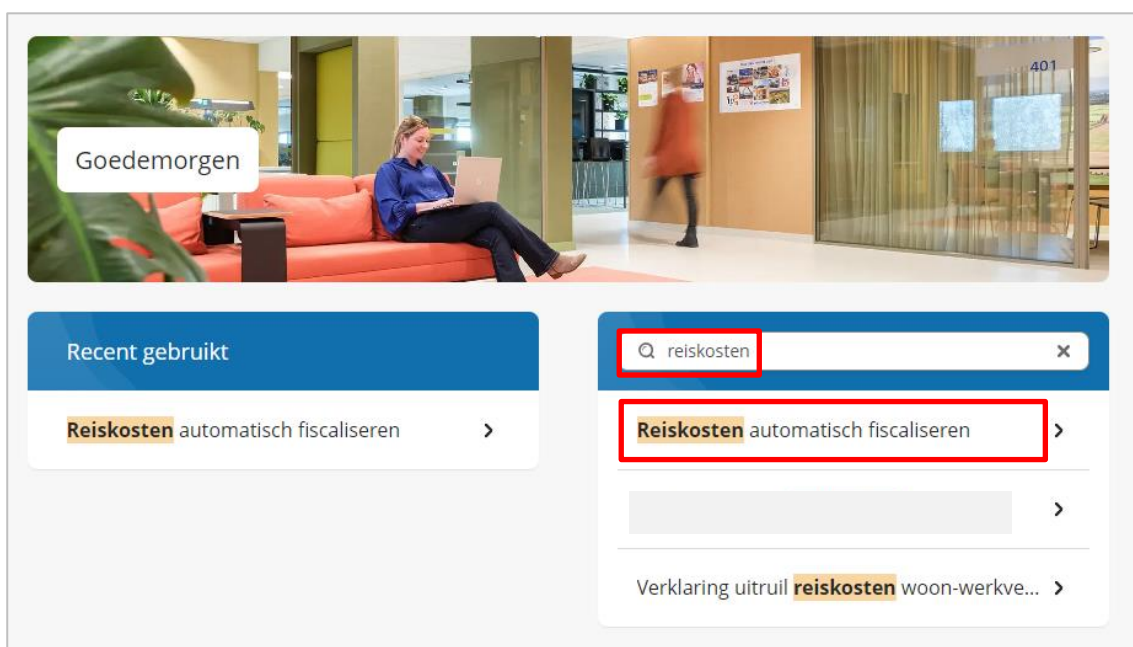 401
Goedemorgen
Recent gebruikt
reiskosten
Reiskosten automatisch fiscaliseren
Reiskosten automatisch fiscaliseren
Verklaring uitruil reiskosten woon-werkve...